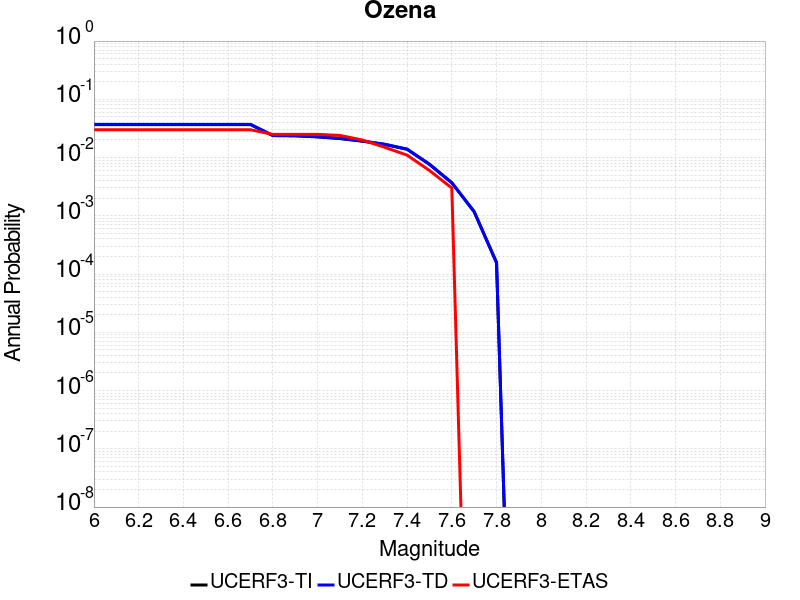 Ozena
10^0
10^-1
10^-2
10^-3
10^-4
10^-5
10^-6
10^-7
10^-8
Annual Probability
6 6.2 6.4 6.6 6.8 7 7.2 7.4 7.6 7.8 8 8.2 8.4 8.6 8.8 9
Magnitude
UCERF3-TI UCERF3-TD UCERF3-ETAS